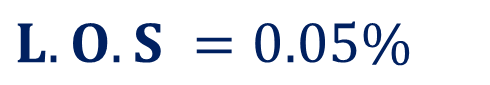 L. O. S = 0.05%